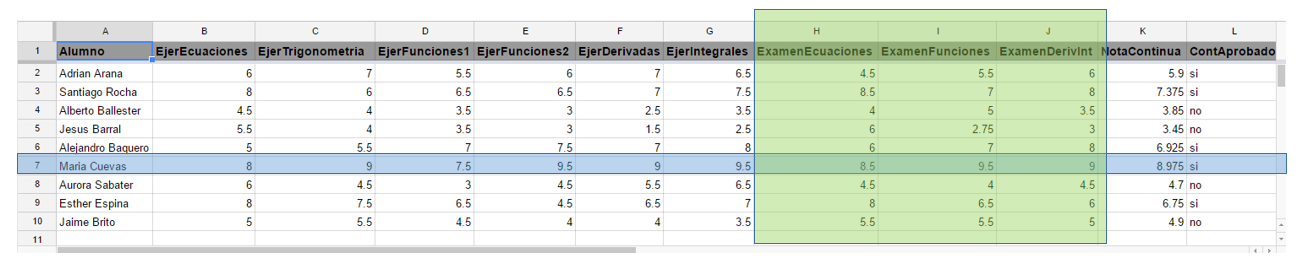 A B C D E F G H I J K L
1 Alumno EjerEcuaciones EjerTrigonometria EjerFunciones1 EjerFunciones2 EjerDerivadas EjerIntegrales ExamenEcuaciones ExamenFunciones ExamenDerivInt NotaContinua ContAprobado
2 Adrian Arana 6 7 5.5 6 7 6.5 4.5 5.5 6 5.9 si
3 Santiago Rocha 8 6 6.5 6.5 7 7.5 8.5 7 8 7.375 si
4 Alberto Ballester 4.5 4 3.5 3 2.5 3.5 4 5 3.5 3.85 no
5 Jesus Barral 5.5 4 3.5 3 1.5 2.5 6 2.75 3 3.45 no
6 Alejandro Baquero 5 5.5 7 7.5 7 8 6 7 8 6.925 si
7 Maria Cuevas 8 9 7.5 9.5 9 9.5 8.5 9.5 9 8.975 si
8 Aurora Sabater 6 4.5 3 4.5 5.5 6.5 4.5 4 4.5 4.7 no
9 Esther Espina 8 7.5 6.5 4.5 6.5 7 8 6.5 6 6.75 si
10 Jaime Brito 5 5.5 4.5 4 4 3.5 5.5 5.5 5 4.9 no
11